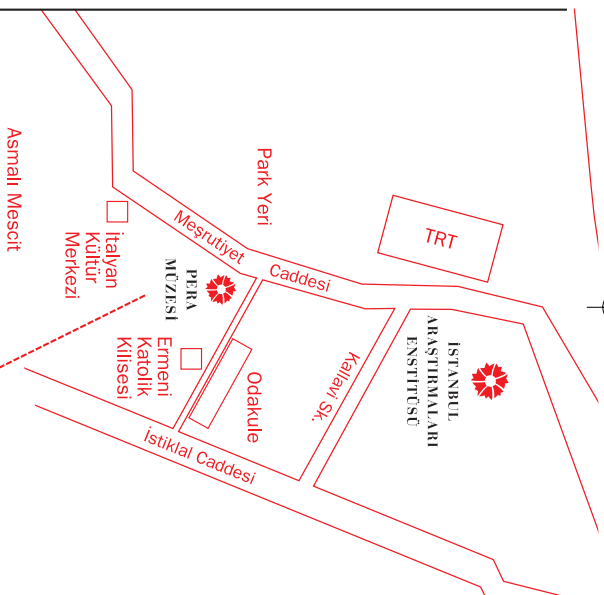 TRT
Park Yeri
Meşrutiyet
Caddesi
İSTANBUL
ARAŞTIRMALARI
ENSTİTÜSÜ
Kallavi Sk.
PERA
MÜZESİ
Odakule
Asmalı Mescit
İtalyan
Kültür
Merkezi
Ermeni
Katolik
Kilisesi
İstiklal Caddesi